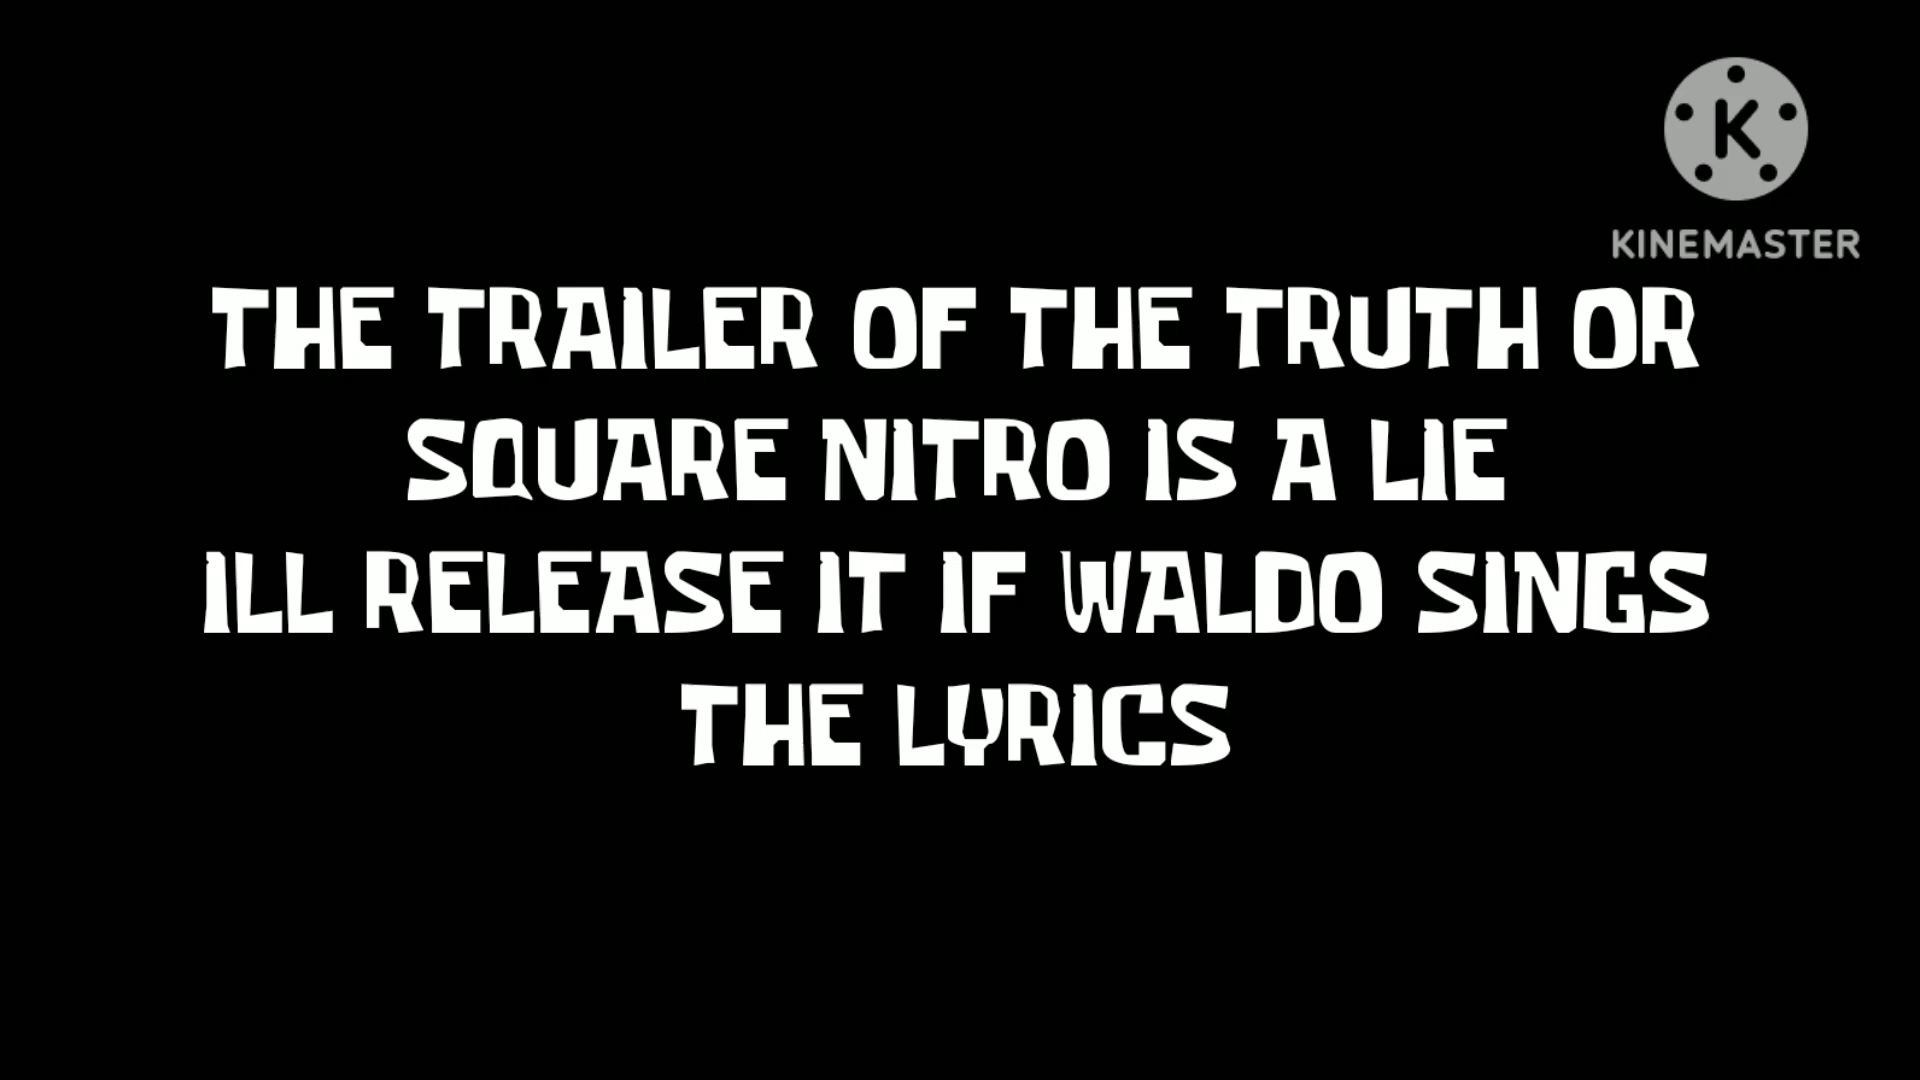 K
KINEMASTER
THE TRAILER OF THE TRUTH OR
SQUARE NITRO IS A LIE
ILL RELEASE IT IF WALDO SINGS
THE LYRICS